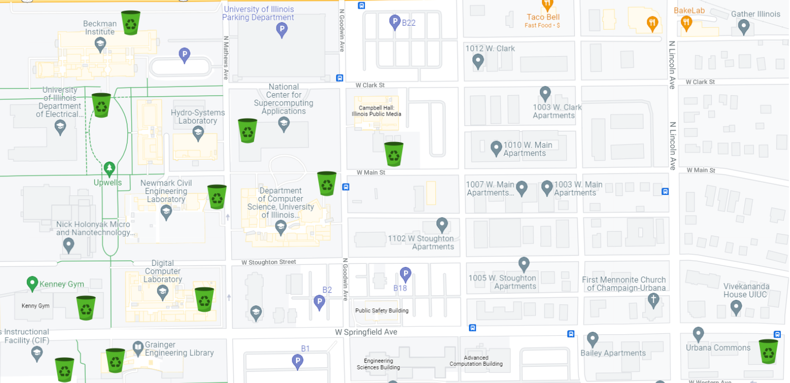 Beckman
Institute
University of Illinois
Parking Department
N Goodwin Ave
B22
Taco Bell
Fast Food • $
BakeLab
Gather Illinois
N Mathews Ave
1012 W. Clark
N Lincoln Ave
University
of Illinois
Department
of Electrical...
National
Center for
Supercomputing
Applications
W Clark St
W Clark St
Hydro-Systems
Laboratory
Campbell Hall
Illinois Public Media
1003 W. Clark
Apartments
N Lincoln Ave
1010 W. Main
Apartments
Upwells
W Main St
W Main St
Newmark Civil
Engineering
Laboratory
Department
of Computer
Science, University
of Illinois...
1007 W. Main
Apartments...
1003 W. Main
Apartments
Nick Holonyak Micro
and Nanotechnology...
1102 W Stoughton
Apartments
W Stoughton Street
Digital
Computer
Laboratory
N Goodwin Ave
Kenney Gym
Kenny Gym
B2
B18
1005 W. Stoughton
Apartments
First Mennonite Church
of Champaign-Urbana...
Vivekananda
House UIUC
Public Safety Building
W Springfield Ave
Instructional
Facility (CIF)
Grainger
Engineering Library
B1
Engineering
Sciences Building
Advanced
Computation Building
Bailey Apartments
Urbana Commons